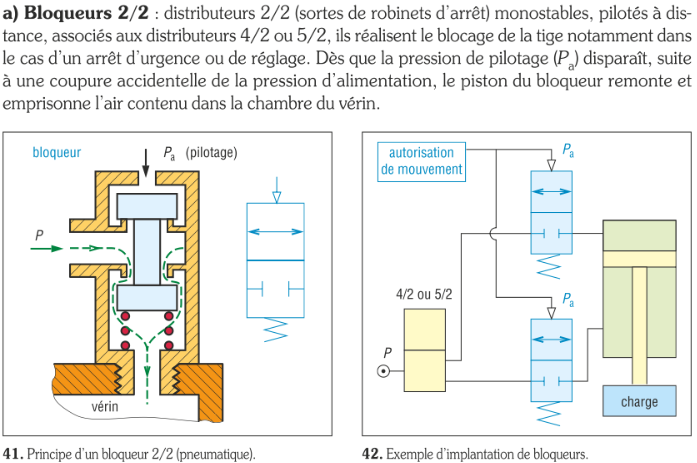 a) Bloqueurs 2/2 : distributeurs 2/2 (sortes de robinets d'arrêt) monostables, pilotés à dis-
tance, associés aux distributeurs 4/2 ou 5/2, ils réalisent le blocage de la tige notamment dans
le cas d'un arrêt d'urgence ou de réglage. Dès que la pression de pilotage (Pa) disparaît, suite
à une coupure accidentelle de la pression d'alimentation, le piston du bloqueur remonte et
emprisonne l'air contenu dans la chambre du vérin.
bloqueur
Pa (pilotage)
P
vérin
41. Principe d'un bloqueur 2/2 (pneumatique).
autorisation
de mouvement
Pa
4/2 ou 5/2
Pa
P
charge
42. Exemple d'implantation de bloqueurs.